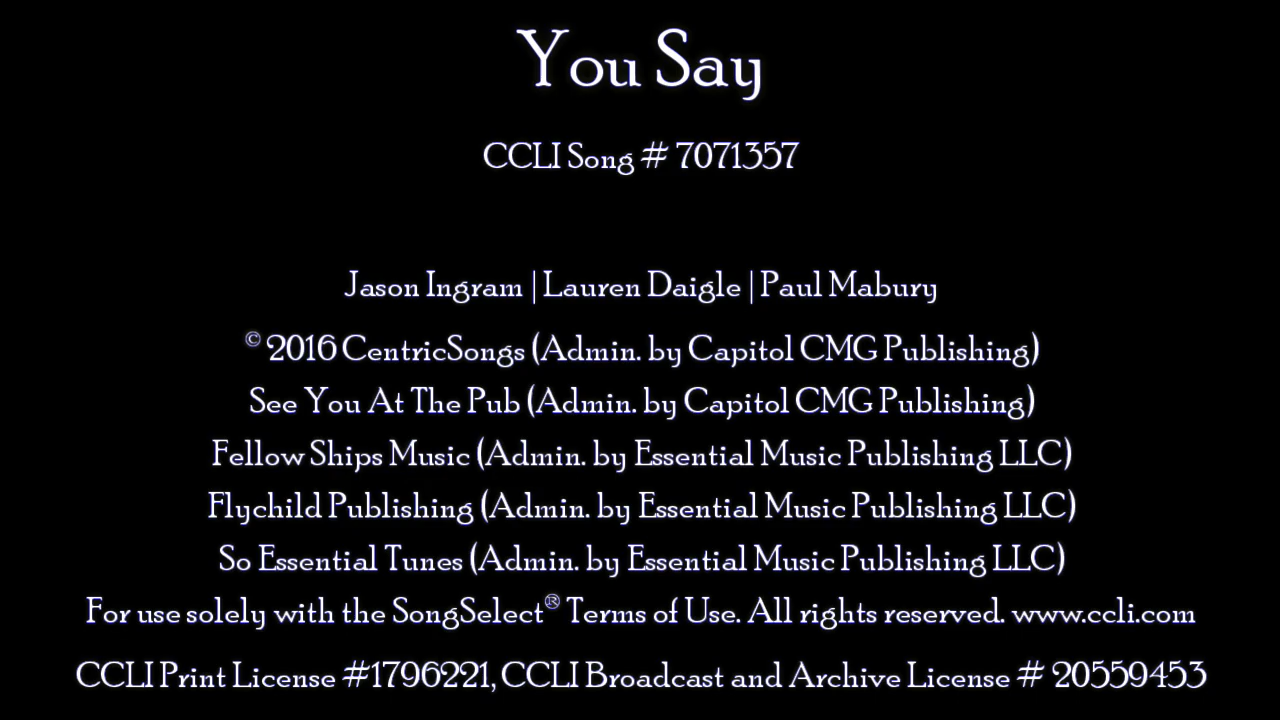 You Say
CCLI Song # 7071357
Jason Ingram | Lauren Daigle | Paul Mabury
© 2016 CentricSongs (Admin. by Capitol CMG Publishing)
See You At The Pub (Admin. by Capitol CMG Publishing)
Fellow Ships Music (Admin. by Essential Music Publishing LLC)
Flychild Publishing (Admin. by Essential Music Publishing LLC)
So Essential Tunes (Admin. by Essential Music Publishing LLC)
For use solely with the SongSelect® Terms of Use. All rights reserved. www.ccli.com
CCLI Print License #1796221, CCLI Broadcast and Archive License # 20559453